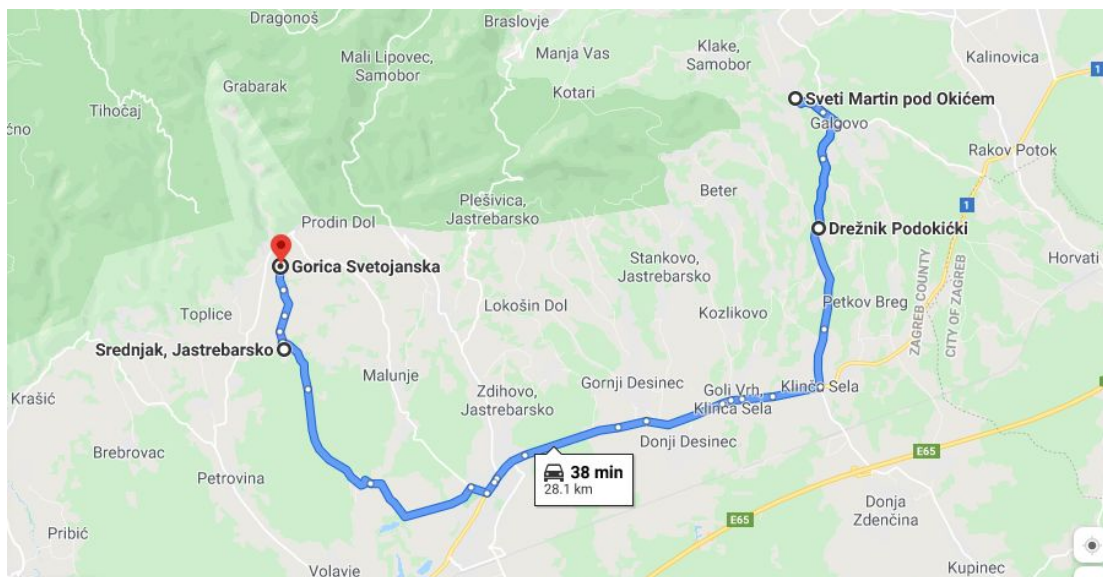 Dragonoš
Braslovje
Klake,
Samobor
Manja Vas
Kalinovica
Mali Lipovec,
Samobor
1
Grabarak
Kotari
Tihočaj
Sveti Martin pod Okićem
čno
Galgovo
Rakov Potok
Beter
Plešivica,
Jastrebarsko
1
Prodin Dol
Drežnik Podokićki
Stankovo,
Jastrebarsko
Horvati
Gorica Svetojanska
Lokošin Dol
Petkov Breg
ZAGREB COUNTY
CITY OF ZAGREB
Toplice
Kozlikovo
Srednjak, Jastrebarsko
Malunje
Gornji Desinec
Goli Vrh,
Klinča Sela
Klinča Sela
Zdihovo,
Jastrebarsko
Krašić
Donji Desinec
Brebrovac
E65
38 min
28.1 km
Petrovina
Donja
Zdenčina
E65
Pribić
Volavje
Kupinec